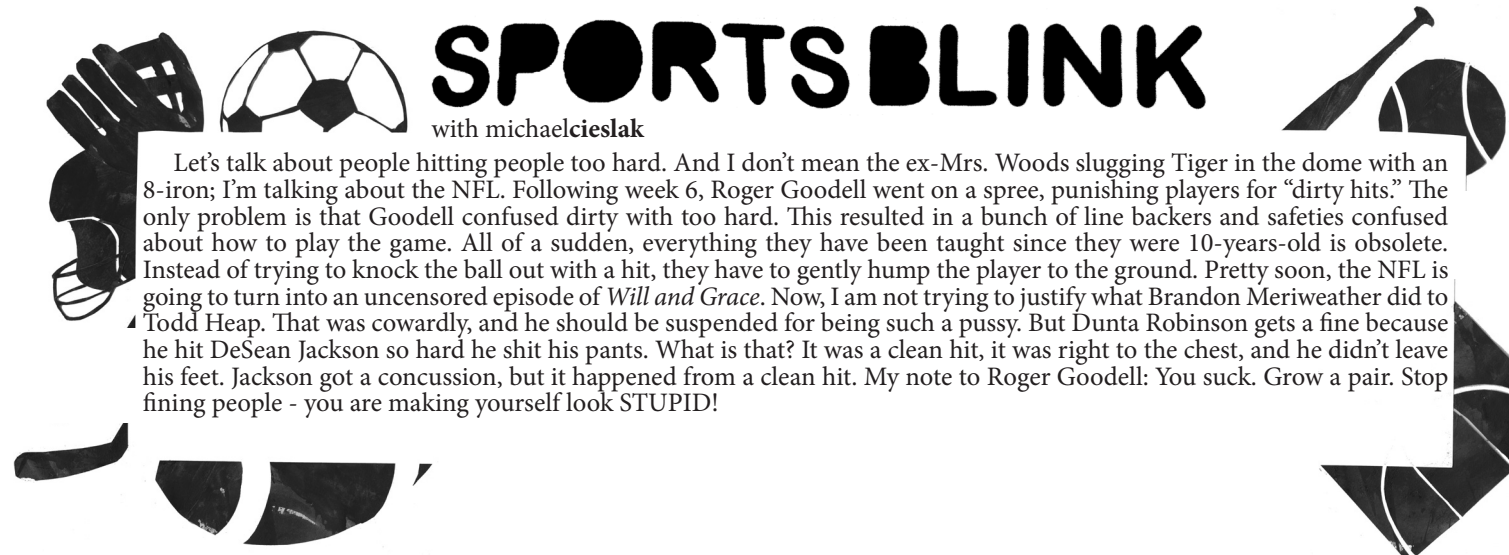 SPORTS BLINK
with michaelcieslak
Let’s talk about people hitting people too hard. And I don’t mean the ex-Mrs. Woods slugging Tiger in the dome with an
8-iron; I’m talking about the NFL. Following week 6, Roger Goodell went on a spree, punishing players for “dirty hits.” The
only problem is that Goodell confused dirty with too hard. This resulted in a bunch of line backers and safeties confused
about how to play the game. All of a sudden, everything they have been taught since they were 10-years-old is obsolete.
Instead of trying to knock the ball out with a hit, they have to gently hump the player to the ground. Pretty soon, the NFL is
going to turn into an uncensored episode of Will and Grace. Now, I am not trying to justify what Brandon Meriweather did to
Todd Heap. That was cowardly, and he should be suspended for being such a pussy. But Dunta Robinson gets a fine because
he hit DeSean Jackson so hard he shit his pants. What is that? It was a clean hit, it was right to the chest, and he didn’t leave
his feet. Jackson got a concussion, but it happened from a clean hit. My note to Roger Goodell: You suck. Grow a pair. Stop
fining people - you are making yourself look STUPID!